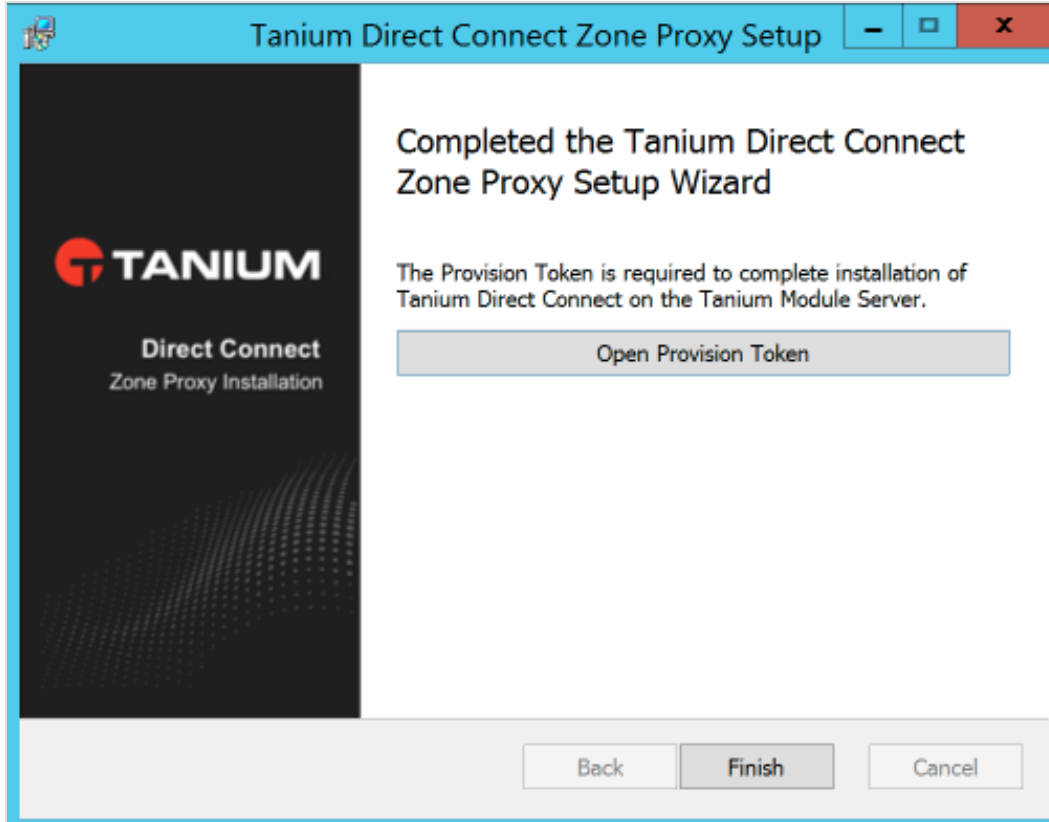 Tanium Direct Connect Zone Proxy Setup
Completed the Tanium Direct Connect
Zone Proxy Setup Wizard
TANIUM
The Provision Token is required to complete installation of
Tanium Direct Connect on the Tanium Module Server.
Direct Connect
Zone Proxy Installation
Open Provision Token
Back
Finish
Cancel